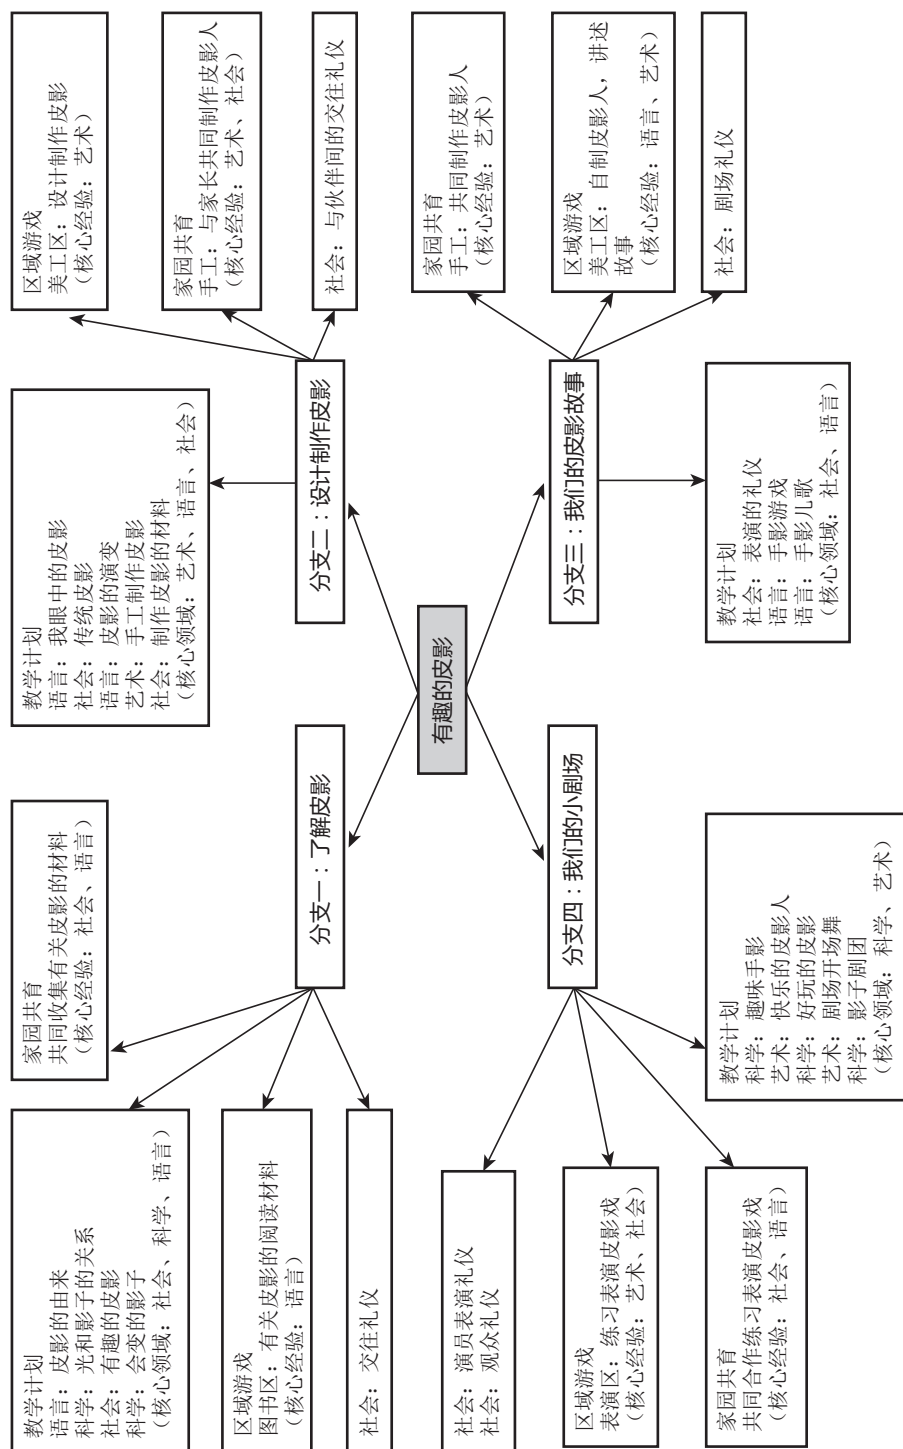 教学计划
语言：皮影的由来
科学：光和影子的关系
社会：有趣的皮影
科学：会变的影子
（核心领域：社会、科学、语言）
家园共育
共同收集有关皮影的材料
（核心经验：社会、语言）
区域游戏
图书区：有关皮影的阅读材料
（核心经验：语言）
社会：交往礼仪
分支一：了解皮影
教学计划
语言：我眼中的皮影
社会：传统皮影
语言：皮影的演变
艺术：手工制作皮影
社会：制作皮影的材料
（核心领域：艺术、语言、社会）
区域游戏
美工区：设计制作皮影
（核心经验：艺术）
家园共育
手工：与家长共同制作皮影人
（核心经验：艺术、社会）
社会：与伙伴间的交往礼仪
分支二：设计制作皮影
有趣的皮影
分支四：我们的小剧场
社会：演员表演礼仪
社会：观众礼仪
区域游戏
表演区：练习表演皮影戏
（核心经验：艺术、社会）
家园共育
共同合作练习表演皮影戏
（核心经验：社会、语言）
教学计划
科学：趣味手影
艺术：快乐的皮影人
科学：好玩的皮影
艺术：剧场开场舞
科学：影子剧团
（核心领域：科学、艺术）
分支三：我们的皮影故事
家园共育
手工：共同制作皮影人
（核心经验：艺术）
区域游戏
美工区：自制皮影人，讲述
故事
（核心经验：语言、艺术）
社会：剧场礼仪
教学计划
社会：表演的礼仪
语言：手影游戏
语言：手影儿歌
（核心领域：社会、语言）